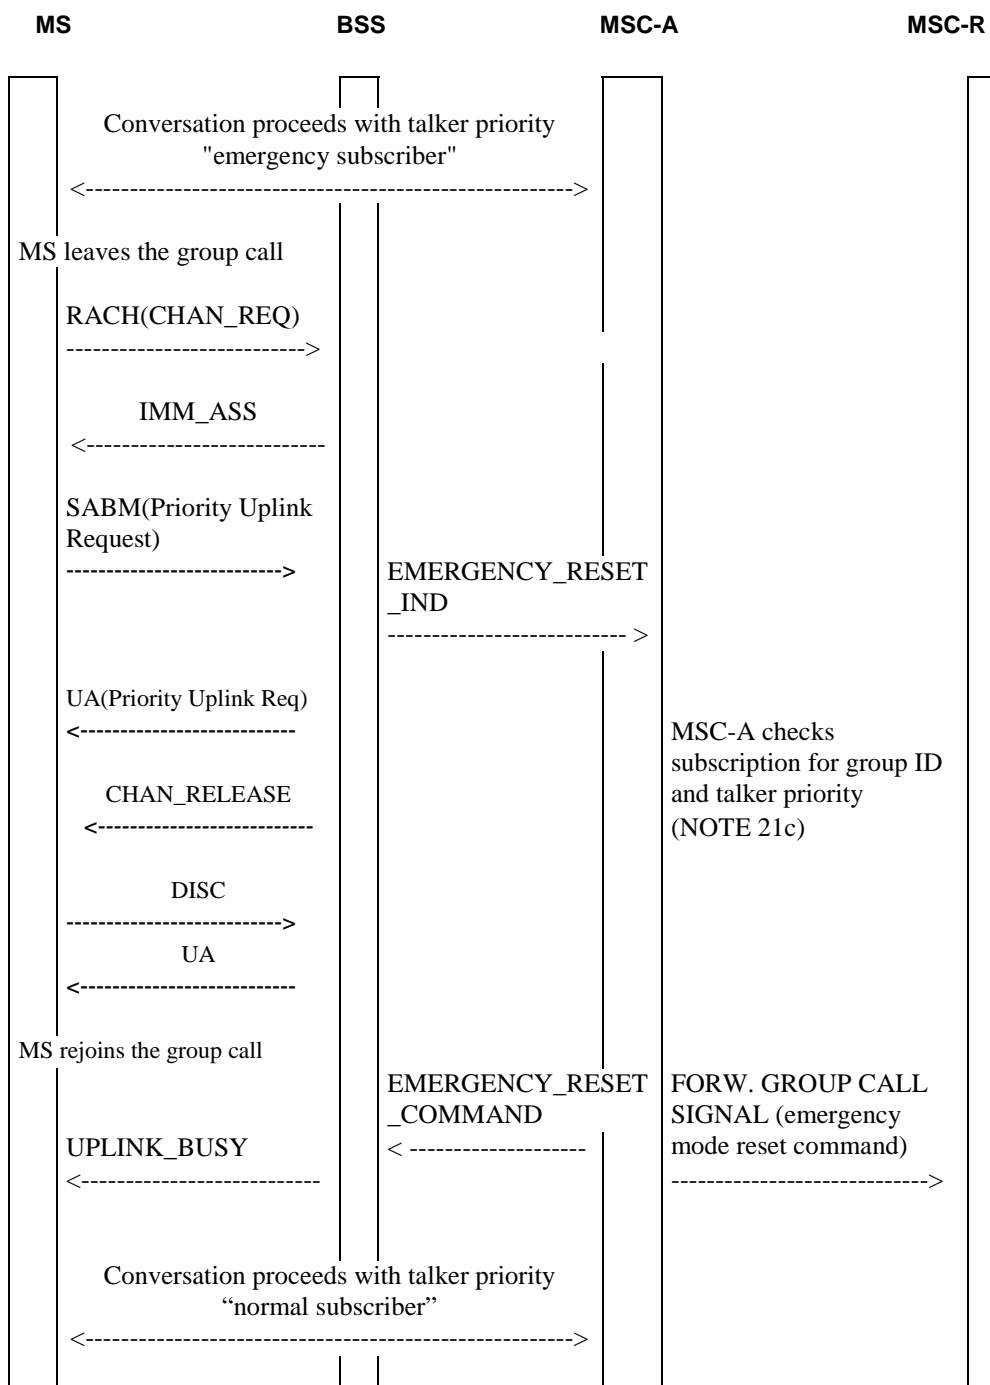 MS BSS MSC-A MSC-R
Conversation proceeds with talker priority
"emergency subscriber"
MS leaves the group call
RACH(CHAN_REQ)
IMM_ASS
SABM(Priority Uplink
Request)
EMERGENCY_RESET
_IND
UA(Priority Uplink Req)
MSC-A checks
subscription for group ID
and talker priority
(NOTE 21c)
CHAN_RELEASE
DISC
UA
MS rejoins the group call
EMERGENCY_RESET
_COMMAND
FORW. GROUP CALL
SIGNAL (emergency
mode reset command)
UPLINK_BUSY
Conversation proceeds with talker priority
“normal subscriber”